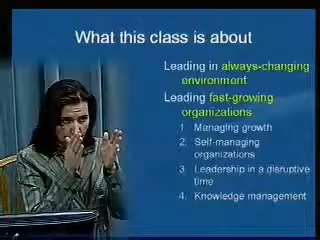 What this class is about
Leading in always-changing
environment
Leading fast-growing
organizations
1 Managing growth
2. Self-managing
organizations
3. Leadership in a disruptive
time
4. Knowledge management